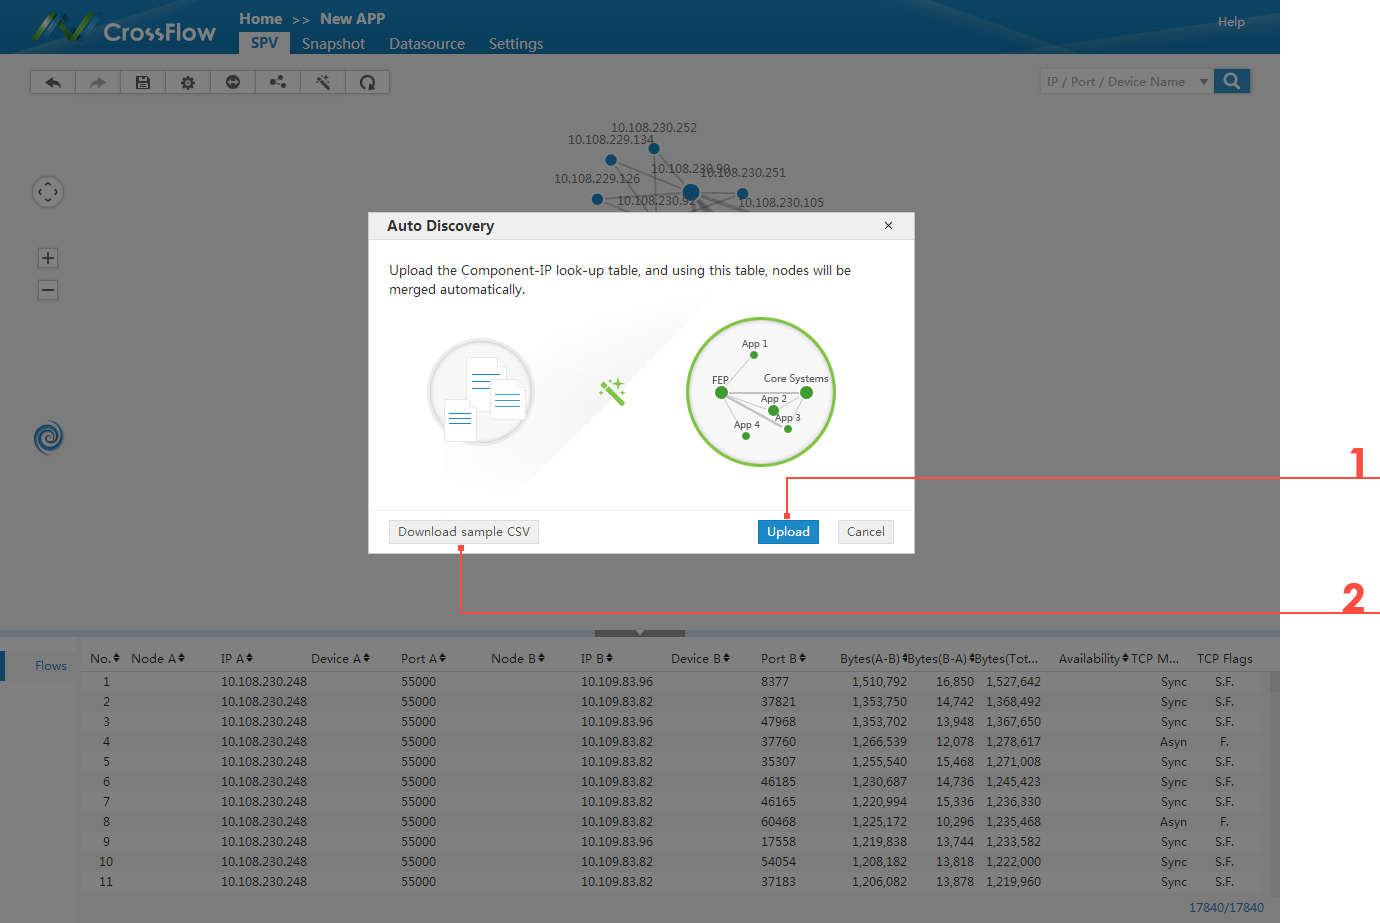 CrossFlow
Home >> New APP
Help
SPV Snapshot Datasource Settings
IP / Port / Device Name
10.108.230.252
10.108.229.134
10.108.230.90
10.108.230.251
10.108.229.126
10.108.230.92
10.108.230.105
Auto Discovery ×
Upload the Component-IP look-up table, and using this table, nodes will be
merged automatically.
App 1
FEP
Core Systems
App 2
App 3
App 4
1
Download sample CSV Upload Cancel
2
Flows
No. Node A IP A Device A Port A Node B IP B Device B Port B Bytes(A-B) Bytes(B-A) Bytes(Tot... Availability TCP M... TCP Flags
1 10.108.230.248 55000 10.109.83.96 8377 1,510,792 16,850 1,527,642 Sync S.F.
2 10.108.230.248 55000 10.109.83.82 37821 1,353,750 14,742 1,368,492 Sync S.F.
3 10.108.230.248 55000 10.109.83.96 47968 1,353,702 13,948 1,367,650 Sync S.F.
4 10.108.230.248 55000 10.109.83.82 37760 1,266,539 12,078 1,278,617 Asyn F.
5 10.108.230.248 55000 10.109.83.82 35307 1,255,540 15,468 1,271,008 Sync S.F.
6 10.108.230.248 55000 10.109.83.82 46185 1,230,687 14,736 1,245,423 Sync S.F.
7 10.108.230.248 55000 10.109.83.82 46165 1,220,994 15,336 1,236,330 Sync S.F.
8 10.108.230.248 55000 10.109.83.82 60468 1,225,172 10,296 1,235,468 Asyn F.
9 10.108.230.248 55000 10.109.83.96 17558 1,219,838 13,744 1,233,582 Sync S.F.
10 10.108.230.248 55000 10.109.83.82 54054 1,208,182 13,818 1,222,000 Sync S.F.
11 10.108.230.248 55000 10.109.83.82 37183 1,206,082 13,878 1,219,960 Sync S.F.
17840/17840